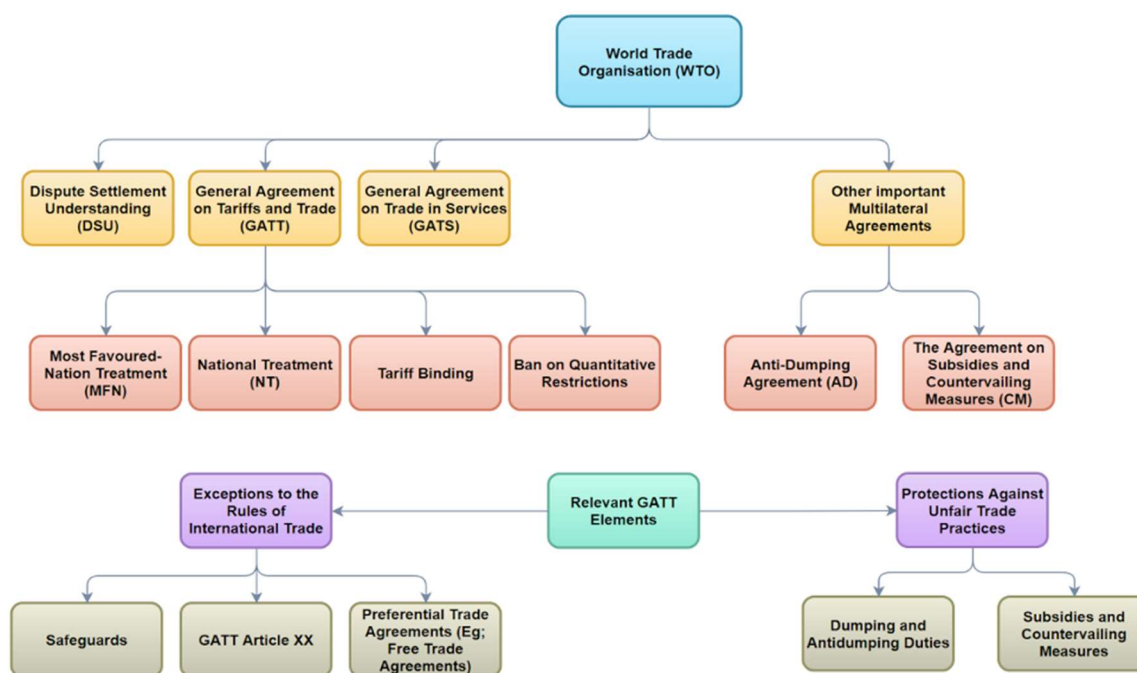 World Trade
Organisation (WTO)
Dispute Settlement
Understanding
(DSU)
General Agreement
on Tariffs and Trade
(GATT)
General Agreement
on Trade in Services
(GATS)
Other important
Multilateral
Agreements
Most Favoured-
Nation Treatment
(MFN)
National Treatment
(NT)
Tariff Binding
Ban on Quantitative
Restrictions
Anti-Dumping
Agreement (AD)
The Agreement on
Subsidies and
Countervailing
Measures (CM)
Exceptions to the
Rules of
International Trade
Relevant GATT
Elements
Protections Against
Unfair Trade
Practices
Safeguards
GATT Article XX
Preferential Trade
Agreements (Eg;
Free Trade
Agreements)
Dumping and
Antidumping Duties
Subsidies and
Countervailing
Measures